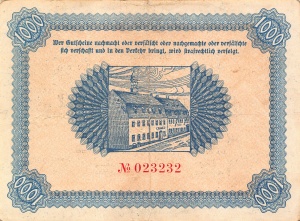 1000
1000
Wer Gutscheine nachmacht oder verfälscht oder nachgemachte oder verfälschte
sich verschafft und in den Verkehr bringt, wird strafrechtlich verfolgt.
№ 023232
1000
1000